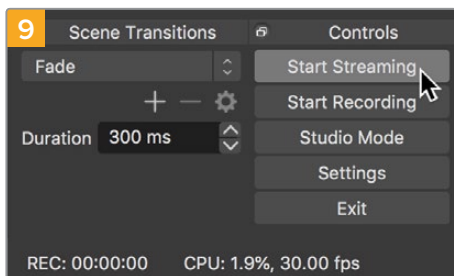 9
Scene Transitions
Fade
Duration 300 ms
Controls
Start Streaming
Start Recording
Studio Mode
Settings
Exit
REC: 00:00:00 CPU: 1.9%, 30.00 fps